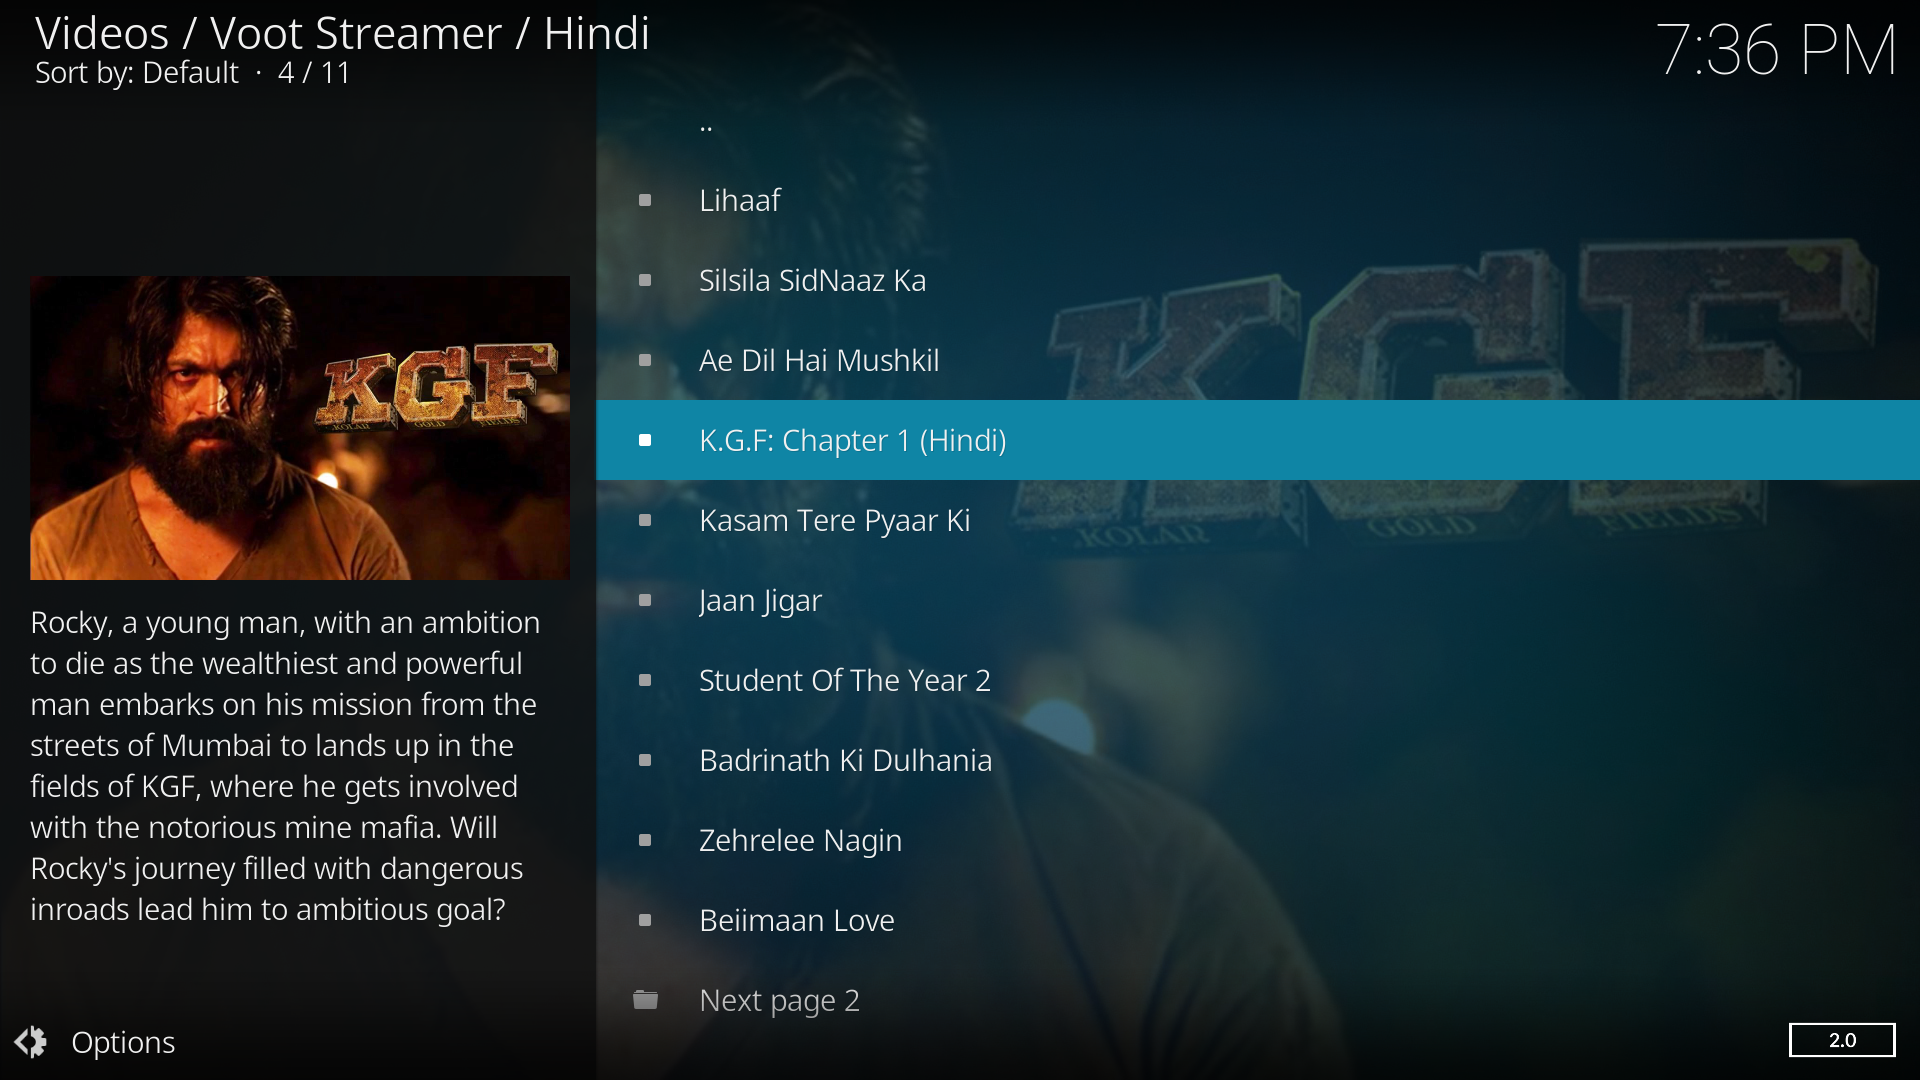 Videos / Voot Streamer / Hindi
Sort by: Default · 4 / 11
7:36 PM
..
Lihaaf
Silsila SidNaaz Ka
Ae Dil Hai Mushkil
K.G.F: Chapter 1 (Hindi)
Kasam Tere Pyaar Ki
Jaan Jigar
Student Of The Year 2
Badrinath Ki Dulhania
Zehrelee Nagin
Beiimaan Love
Next page 2
KGF
KOLAR GOLD FIELDS
KGF
KOLAR GOLD FIELDS
Rocky, a young man, with an ambition
to die as the wealthiest and powerful
man embarks on his mission from the
streets of Mumbai to lands up in the
fields of KGF, where he gets involved
with the notorious mine mafia. Will
Rocky's journey filled with dangerous
inroads lead him to ambitious goal?
Options
2.0